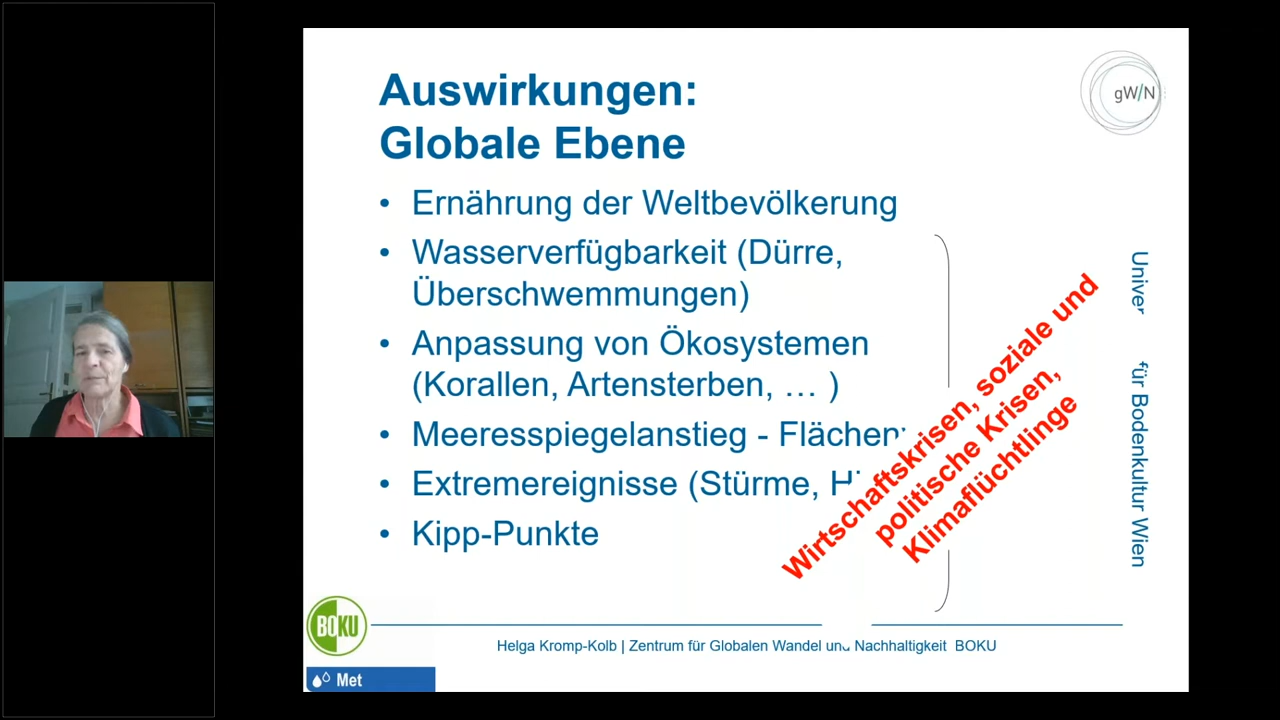 Auswirkungen:
Globale Ebene
gW/N
• Ernährung der Weltbevölkerung
• Wasserverfügbarkeit (Dürre,
Überschwemmungen)
• Anpassung von Ökosystemen
(Korallen, Artensterben, … )
• Meeresspiegelanstieg -
• Extremereignisse (Stürme,
• Kipp-Punkte
Wirtschaftskrisen, soziale und
politische Krisen,
Klimaflüchtlinge
für Bodenkultur Wien
BOKU
Helga Kromp-Kolb | Zentrum für Globalen Wandel und Nachhaltigkeit BOKU
Met